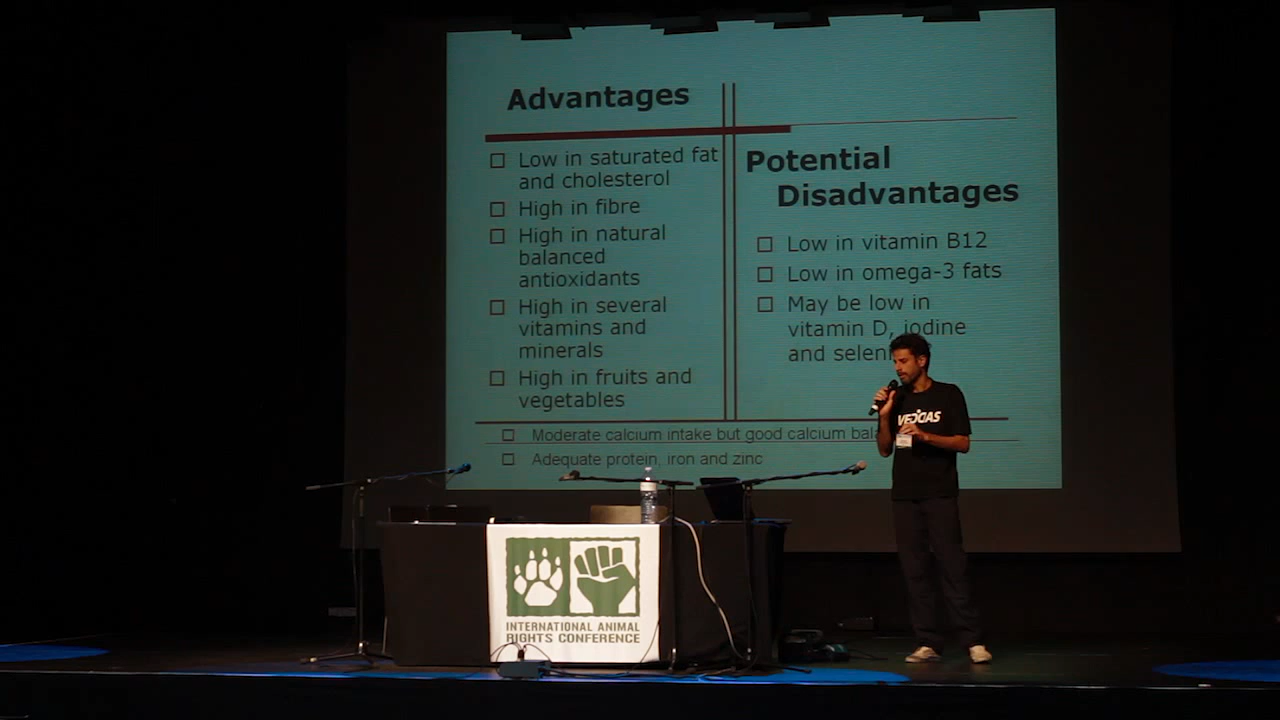 Advantages
Low in saturated fat
and cholesterol
High in fibre
High in natural
balanced
antioxidants
High in several
vitamins and
minerals
High in fruits and
vegetables
Potential
Disadvantages
Low in vitamin B12
Low in omega-3 fats
May be low in
vitamin D, iodine
and selen
Moderate calcium intake but good calcium bala
Adequate protein, iron and zinc
INTERNATIONAL ANIMAL
RIGHTS CONFERENCE